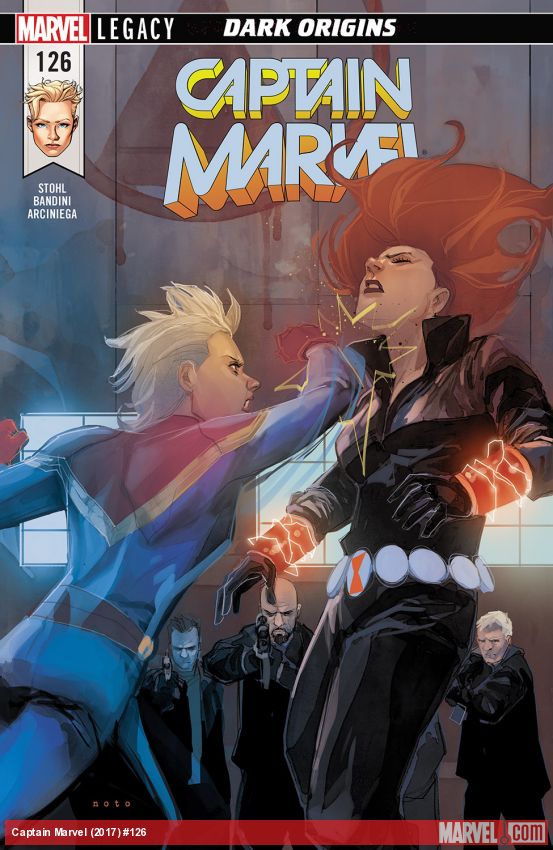 MARVEL LEGACY DARK ORIGINS
126
CAPTAIN
MARVEL
STOHL
BANDINI
ARCINIEGA
noto
Captain Marvel (2017) #126
MARVEL.com